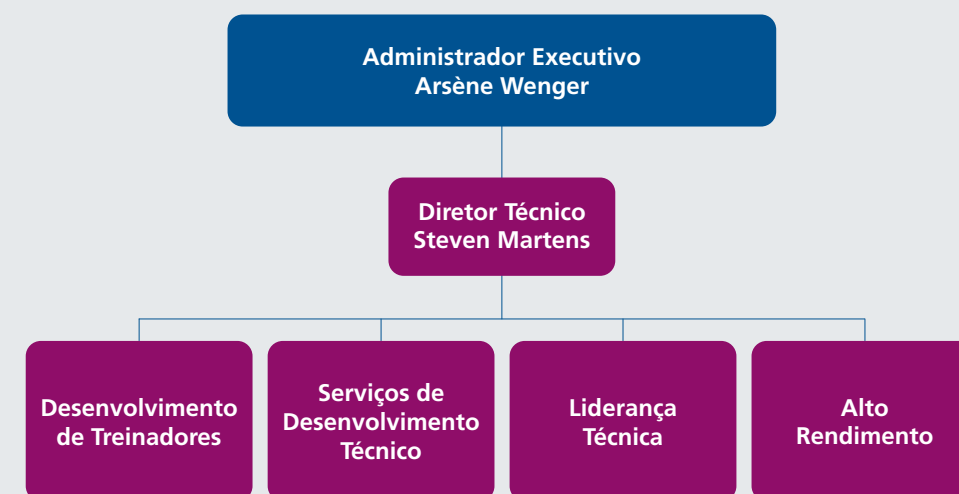 Administrador Executivo
Arsène Wenger
Diretor Técnico
Steven Martens
Desenvolvimento
de Treinadores
Serviços de
Desenvolvimento
Técnico
Liderança
Técnica
Alto
Rendimento